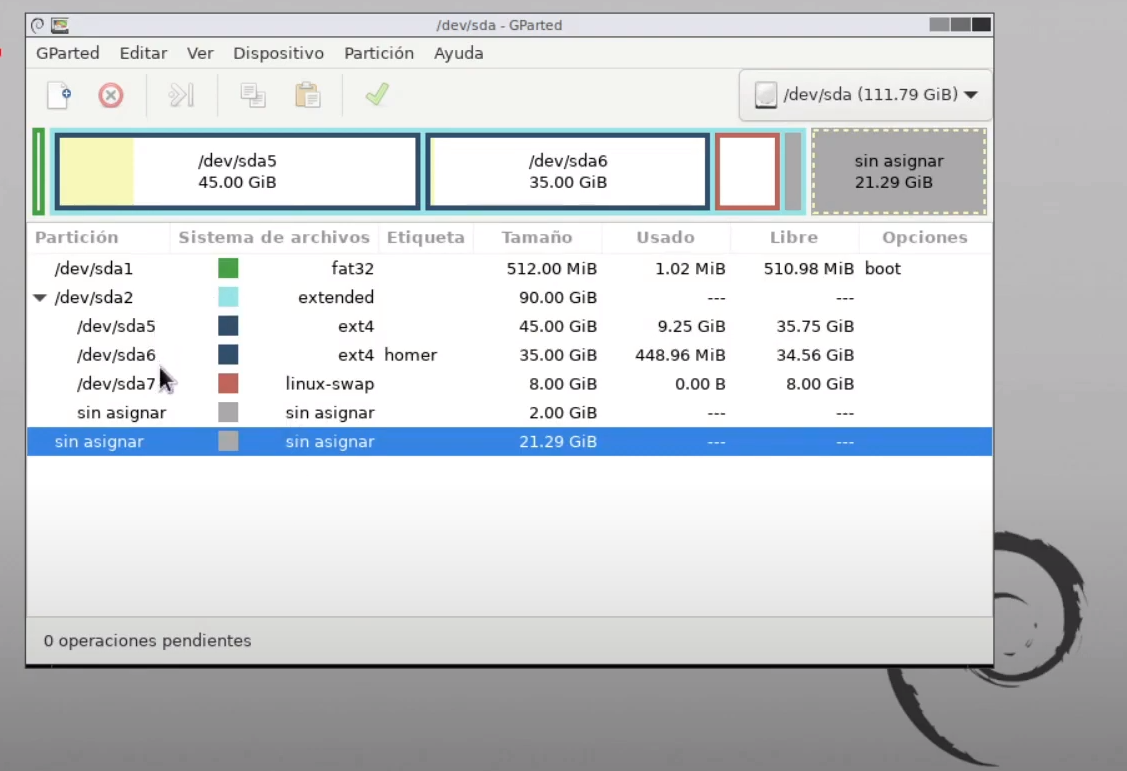 /dev/sda - GParted
GParted Editar Ver Dispositivo Partición Ayuda
/dev/sda (111.79 GiB)
/dev/sda5
45.00 GiB
/dev/sda6
35.00 GiB
sin asignar
21.29 GiB
Partición Sistema de archivos Etiqueta Tamaño Usado Libre Opciones
/dev/sda1 fat32 512.00 MiB 1.02 MiB 510.98 MiB boot
/dev/sda2 extended 90.00 GiB --- ---
/dev/sda5 ext4 45.00 GiB 9.25 GiB 35.75 GiB
/dev/sda6 ext4 homer 35.00 GiB 448.96 MiB 34.56 GiB
/dev/sda7 linux-swap 8.00 GiB 0.00 B 8.00 GiB
sin asignar sin asignar 2.00 GiB --- ---
sin asignar sin asignar 21.29 GiB --- ---
0 operaciones pendientes